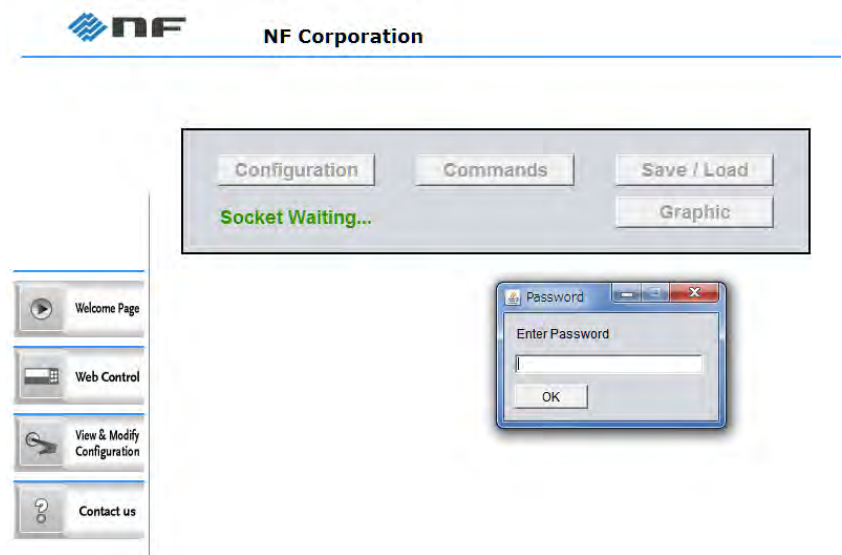 nF
NF Corporation
Configuration
Commands
Save / Load
Socket Waiting...
Graphic
Password
Enter Password
OK
Welcome Page
Web Control
View & Modify
Configuration
Contact us